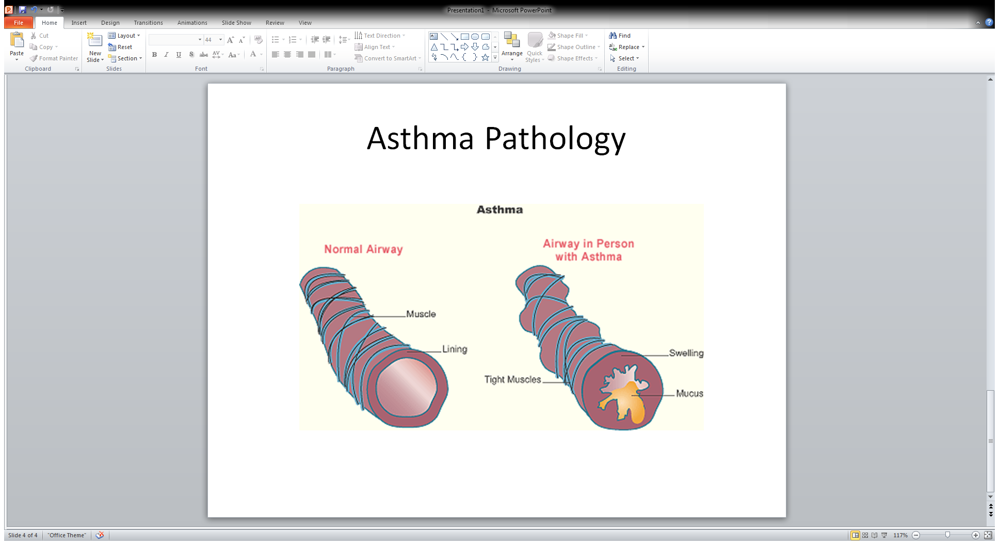 Presentation1 - Microsoft PowerPoint
File Home Insert Design Transitions Animations Slide Show Review View
Paste
Cut
Copy
Format Painter
Clipboard
New
Slide
Layout
Reset
Section
Slides
44
B I U S abc AV Aa A
Font
Text Direction
Align Text
Convert to SmartArt
Paragraph
Arrange
Quick
Styles
Shape Fill
Shape Outline
Shape Effects
Drawing
Find
Replace
Select
Editing
Asthma Pathology
Asthma
Normal Airway
Airway in Person
with Asthma
Muscle
Lining
Swelling
Tight Muscles
Mucus
Slide 4 of 4 "Office Theme" 117%